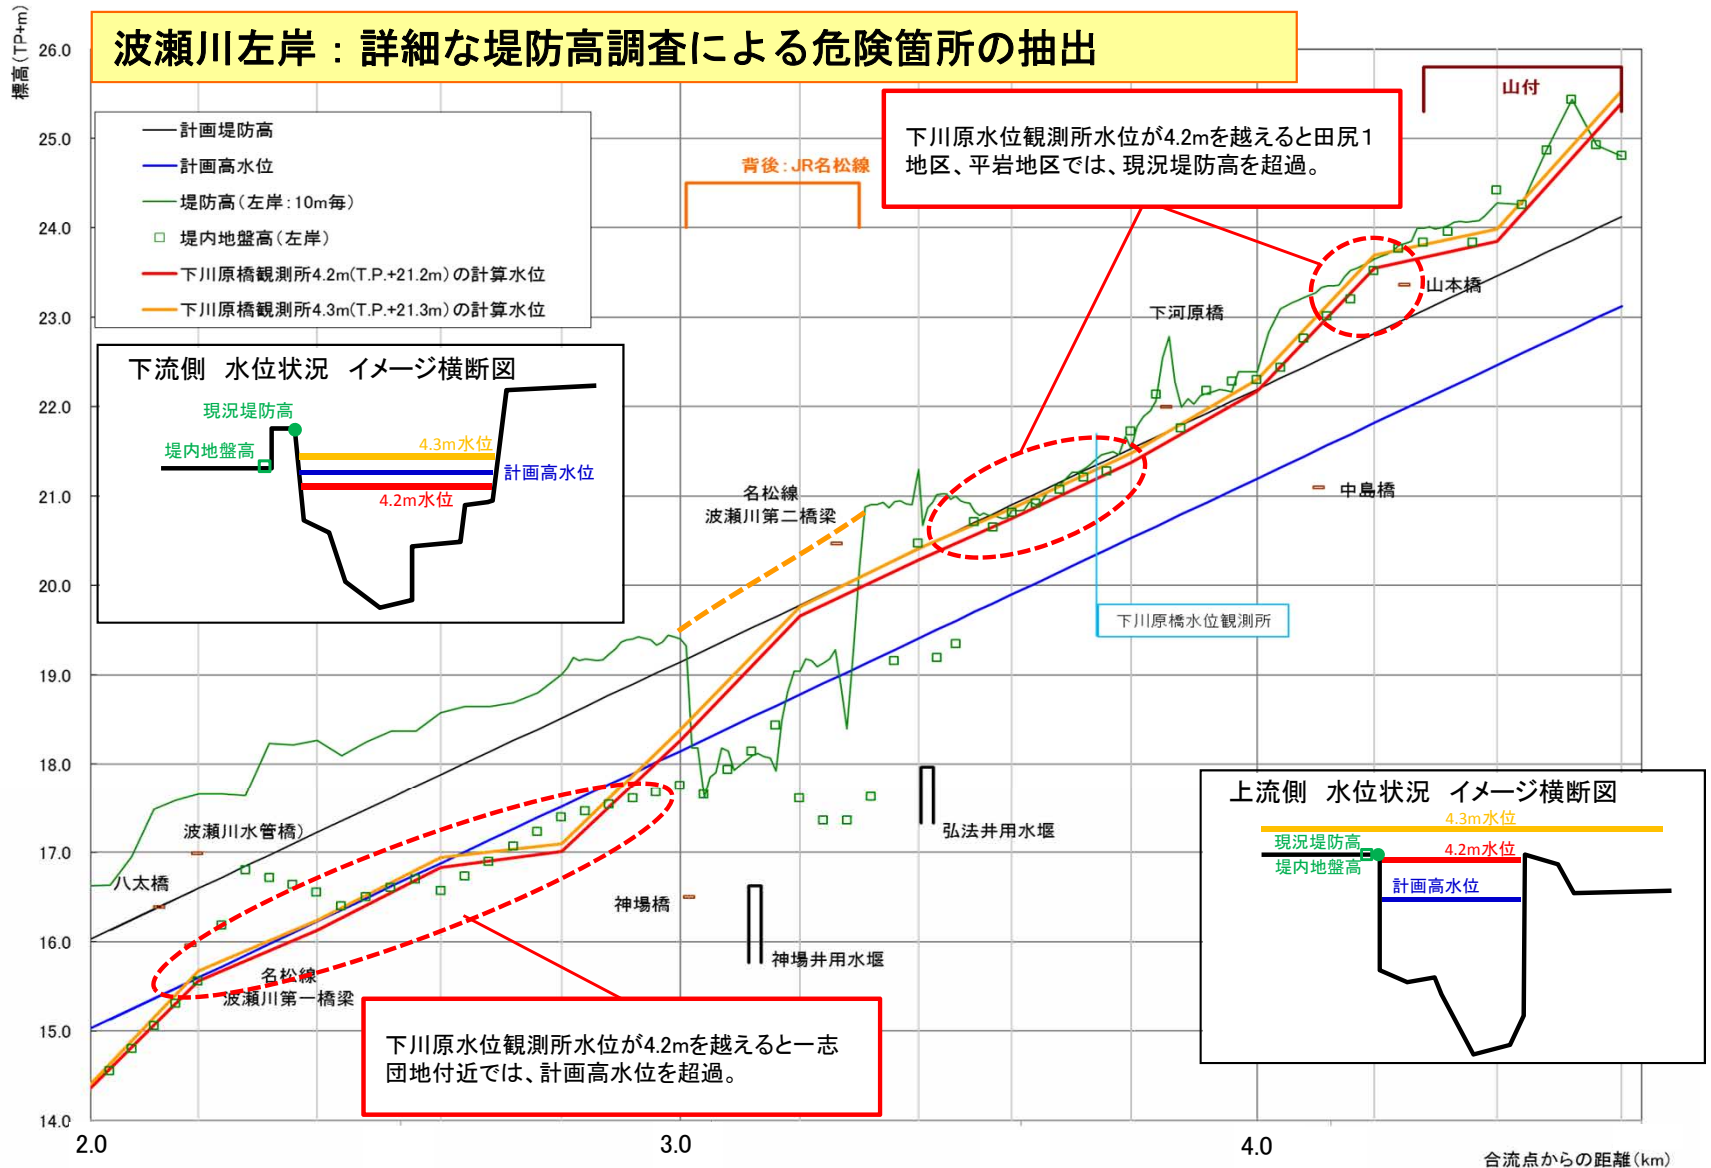 標高(TP+m)
波瀬川左岸：詳細な堤防高調査による危険箇所の抽出
26.0
25.0
24.0
23.0
22.0
21.0
20.0
19.0
18.0
17.0
16.0
15.0
14.0
計画堤防高
計画高水位
堤防高(左岸：10m毎)
堤内地盤高(左岸)
下川原橋観測所4.2m(T.P.+21.2m)の計算水位
下川原橋観測所4.3m(T.P.+21.3m)の計算水位
背後：JR名松線
下川原水位観測所水位が4.2mを越えると田尻1
地区、平岩地区では、現況堤防高を超過。
山付
山本橋
下河原橋
中島橋
下流側　水位状況　イメージ横断図
現況堤防高
堤内地盤高
4.3m水位
計画高水位
4.2m水位
名松線
波瀬川第二橋梁
下川原橋水位観測所
波瀬川水管橋)
八太橋
名松線
波瀬川第一橋梁
神場橋
神場井用水堰
弘法井用水堰
下川原水位観測所水位が4.2mを越えると一志
団地付近では、計画高水位を超過。
上流側　水位状況　イメージ横断図
4.3m水位
現況堤防高
4.2m水位
堤内地盤高
計画高水位
2.0
3.0
4.0
合流点からの距離(km)